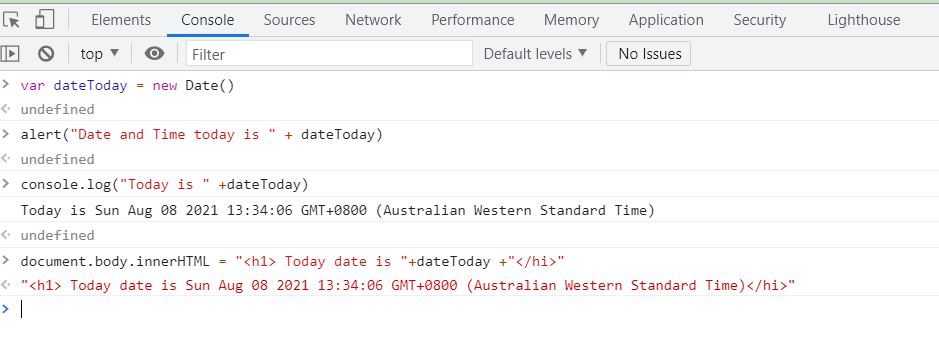 Elements Console Sources Network Performance Memory Application Security Lighthouse
top ▼ Filter Default levels ▼ No Issues
> var dateToday = new Date()
undefined
> alert("Date and Time today is " + dateToday)
undefined
> console.log("Today is " +dateToday)
Today is Sun Aug 08 2021 13:34:06 GMT+0800 (Australian Western Standard Time)
undefined
> document.body.innerHTML = "<h1> Today date is "+dateToday +"</hi>"
"<h1> Today date is Sun Aug 08 2021 13:34:06 GMT+0800 (Australian Western Standard Time)</hi>"
>